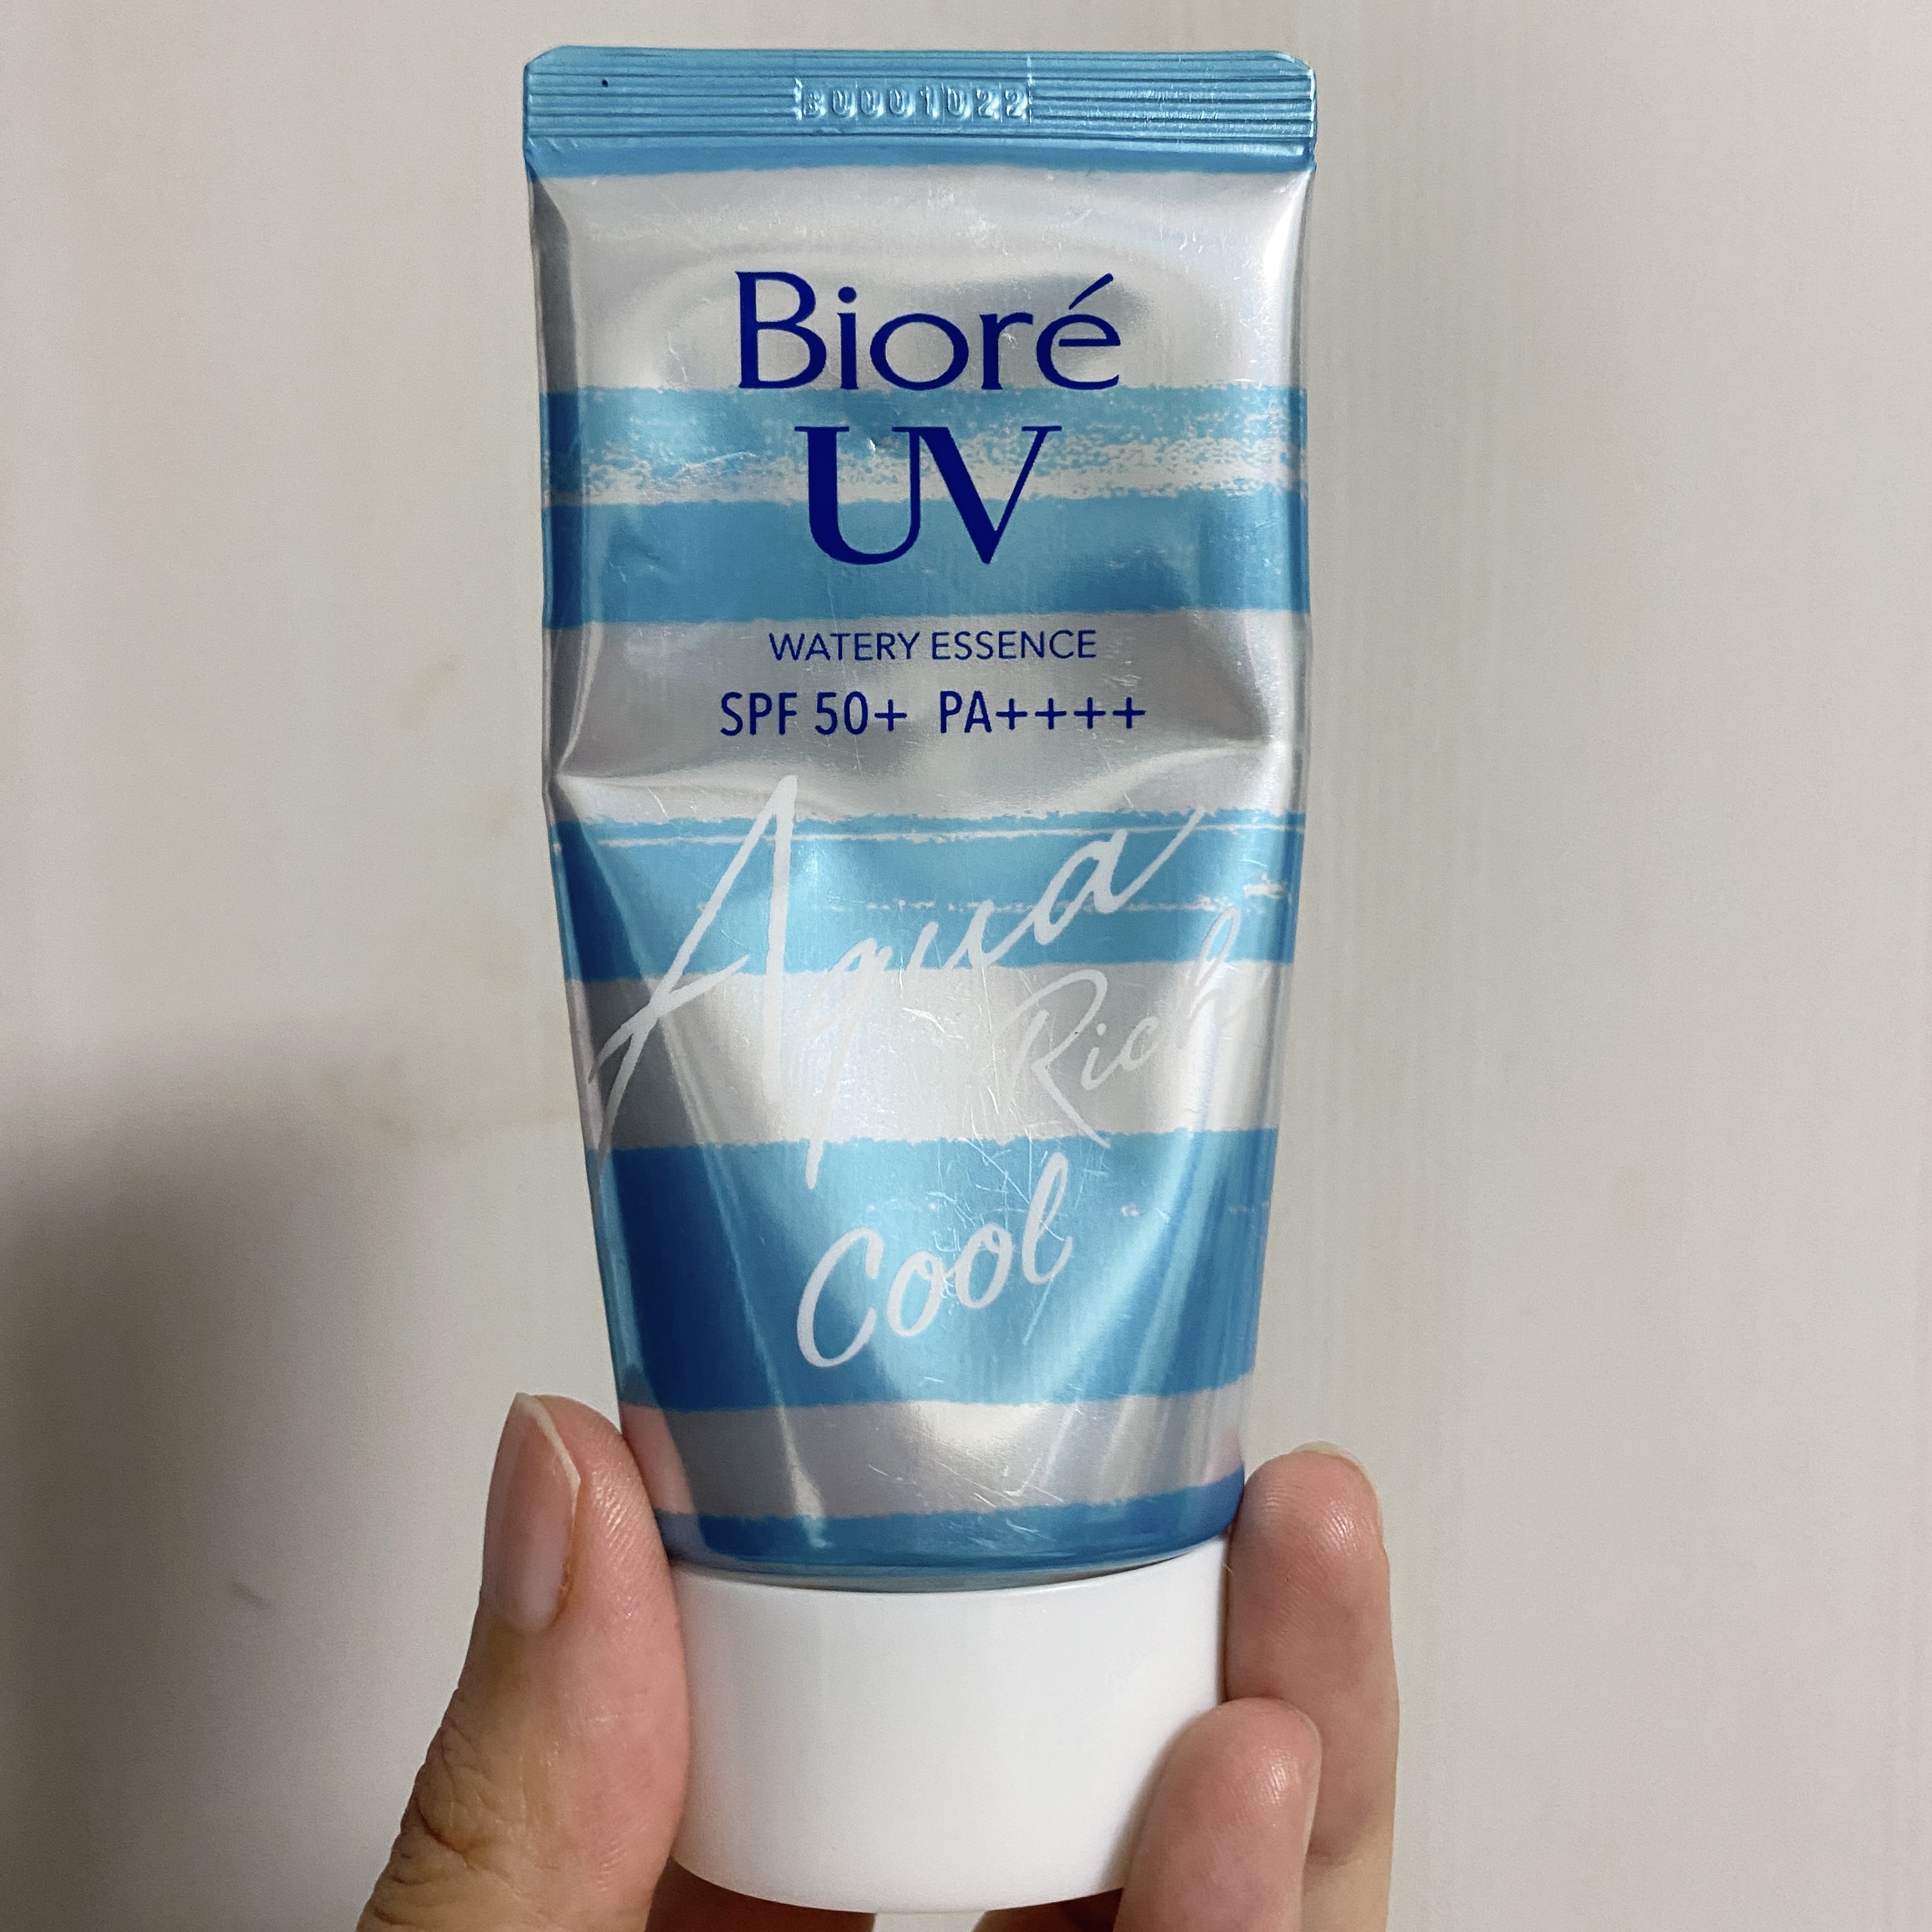 Bioré
UV
WATERY ESSENCE
SPF 50+ PA++++
Aqua
Rich
Cool